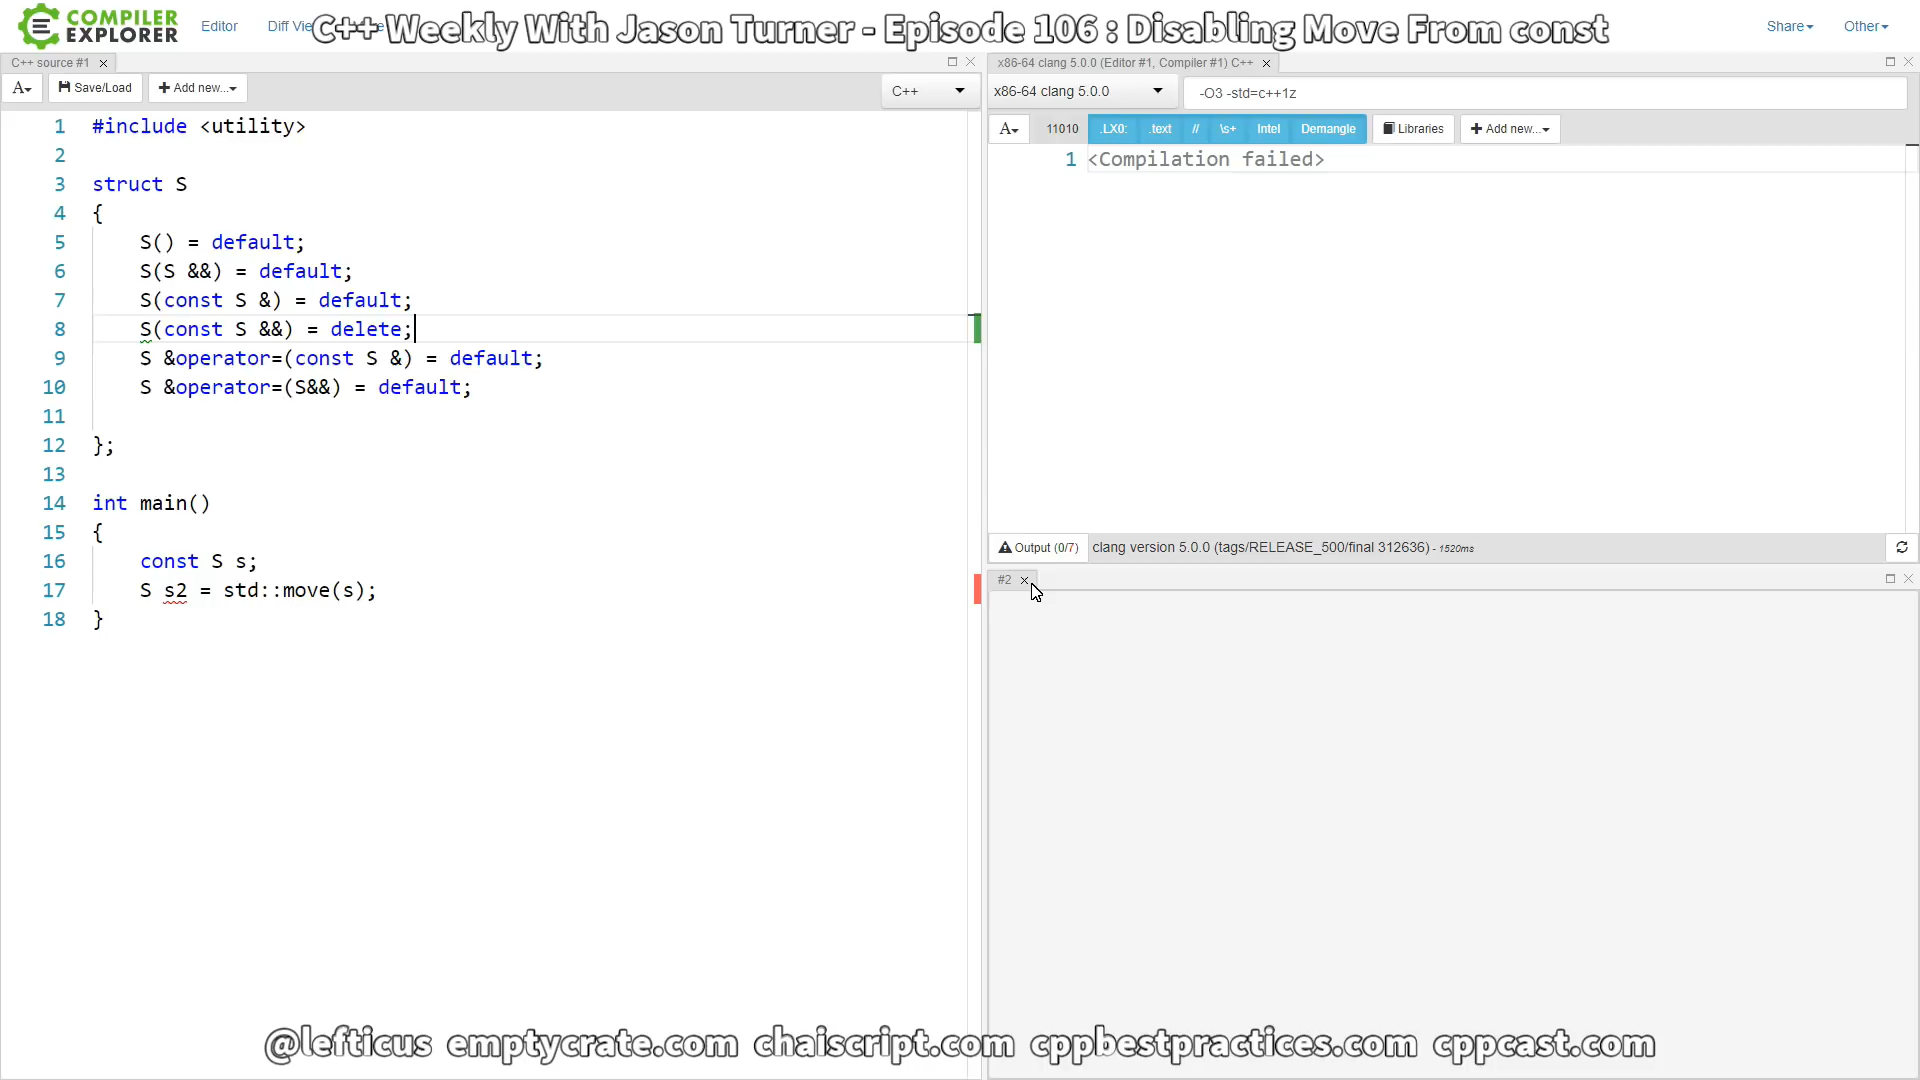 C++ Weekly With Jason Turner - Episode 106 : Disabling Move From const
COMPILER
EXPLORER
Editor
Share
Other
C++ source #1
A
Save/Load
Add new...
C++
#include <utility>
struct S
{
S() = default;
S(S &&) = default;
S(const S &) = default;
S(const S &&) = delete;
S &operator=(const S &) = default;
S &operator=(S&&) = default;
};
int main()
{
const S s;
S s2 = std::move(s);
}
1
2
3
4
5
6
7
8
9
10
11
12
13
14
15
16
17
18
x86-64 clang 5.0.0 (Editor #1, Compiler #1) C++
x86-64 clang 5.0.0
-O3 -std=c++1z
A
11010
.LX0:
.text
//
\s+
Intel
Demangle
Libraries
Add new...
1 <Compilation failed>
Output (0/7)
clang version 5.0.0 (tags/RELEASE_500/final 312636) - 1520ms
#2
@lefticus emptycrate.com chaiscript.com cppbestpractices.com cppcast.com